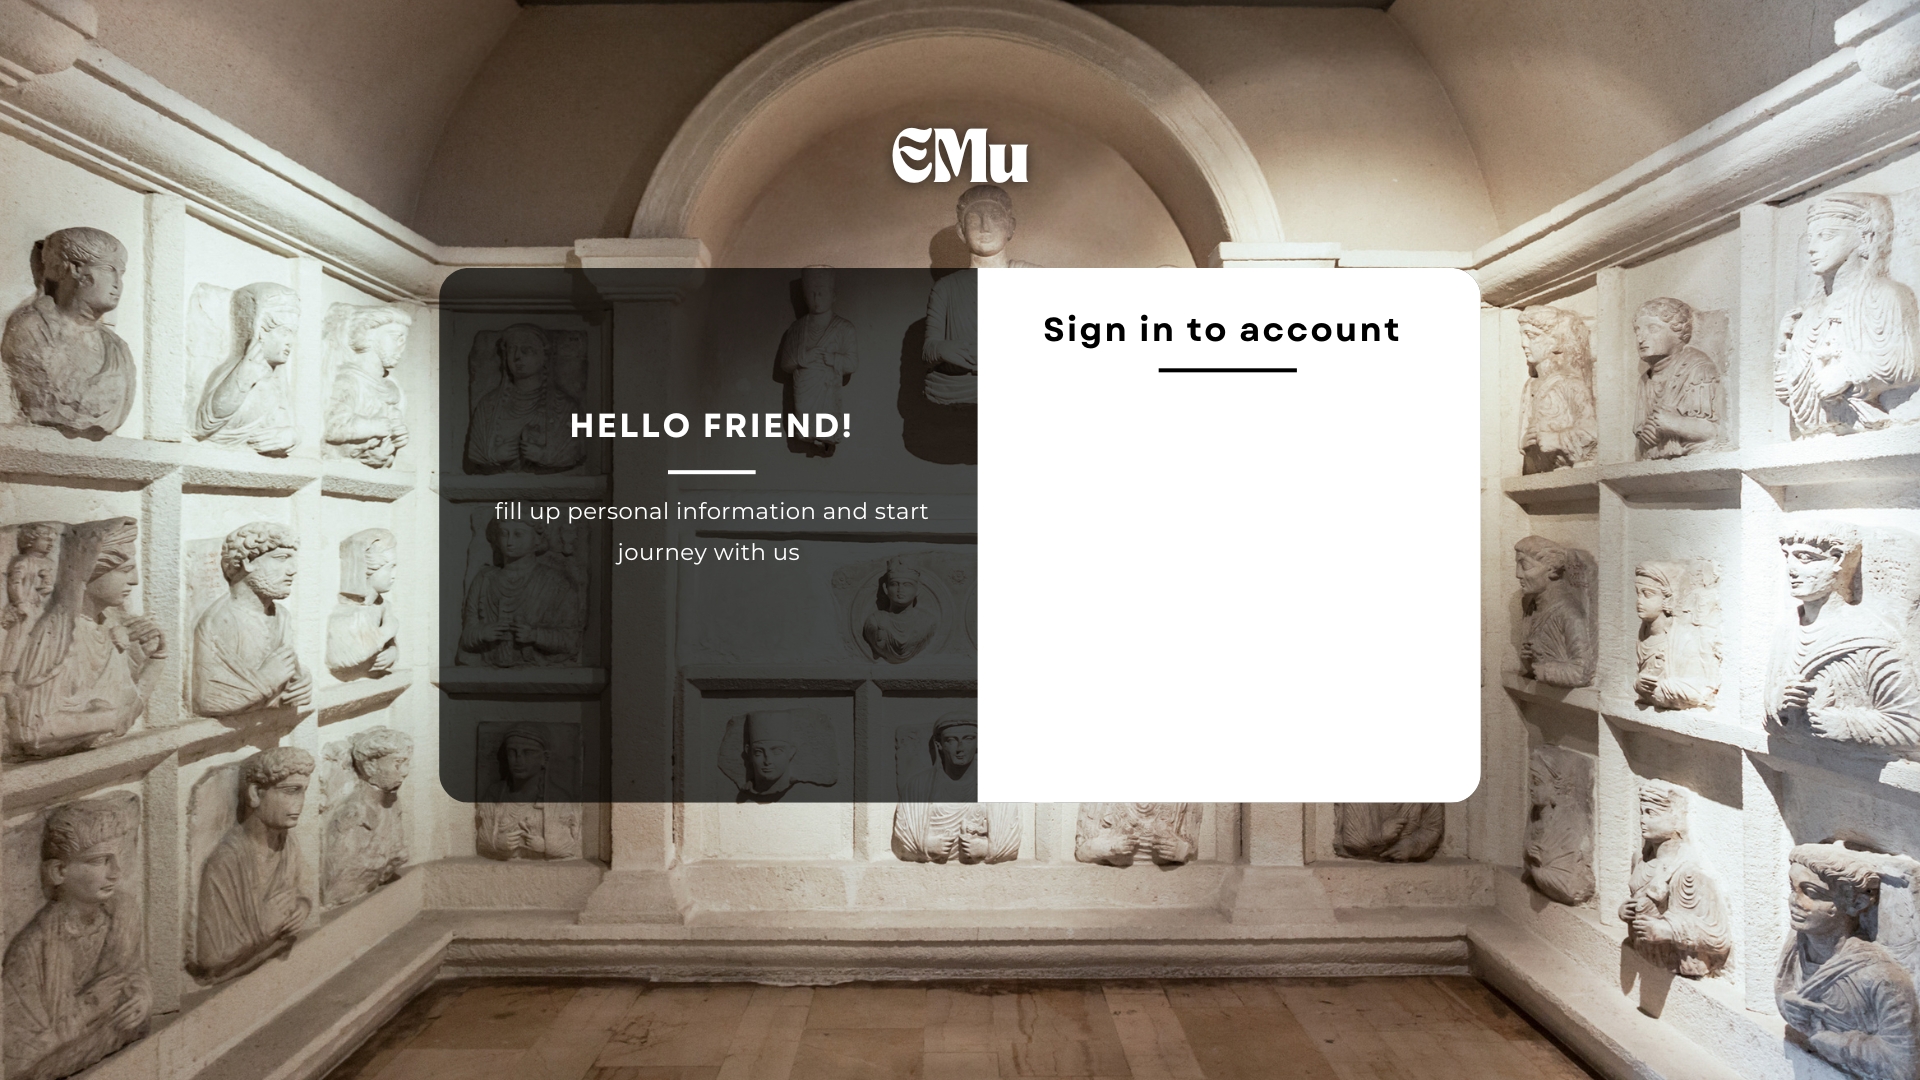 EMu
HELLO FRIEND!
fill up personal information and start
journey with us
Sign in to account